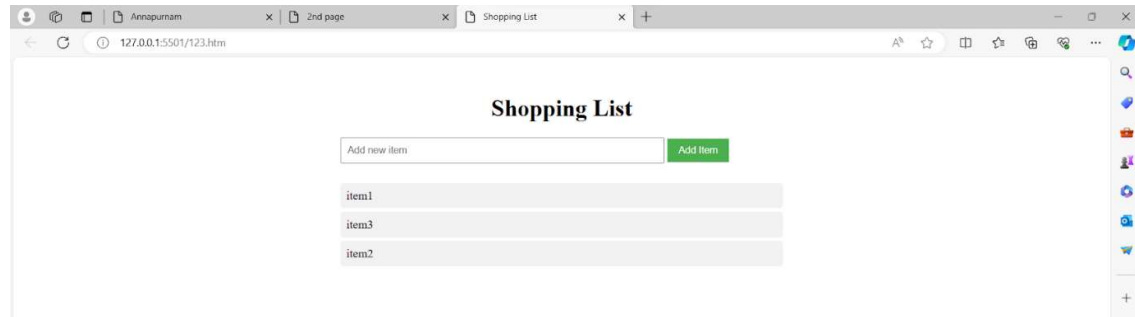 Annapurnam
2nd page
Shopping List
127.0.0.1:5501/123.htm
Shopping List
Add new item
Add Item
item1
item3
item2